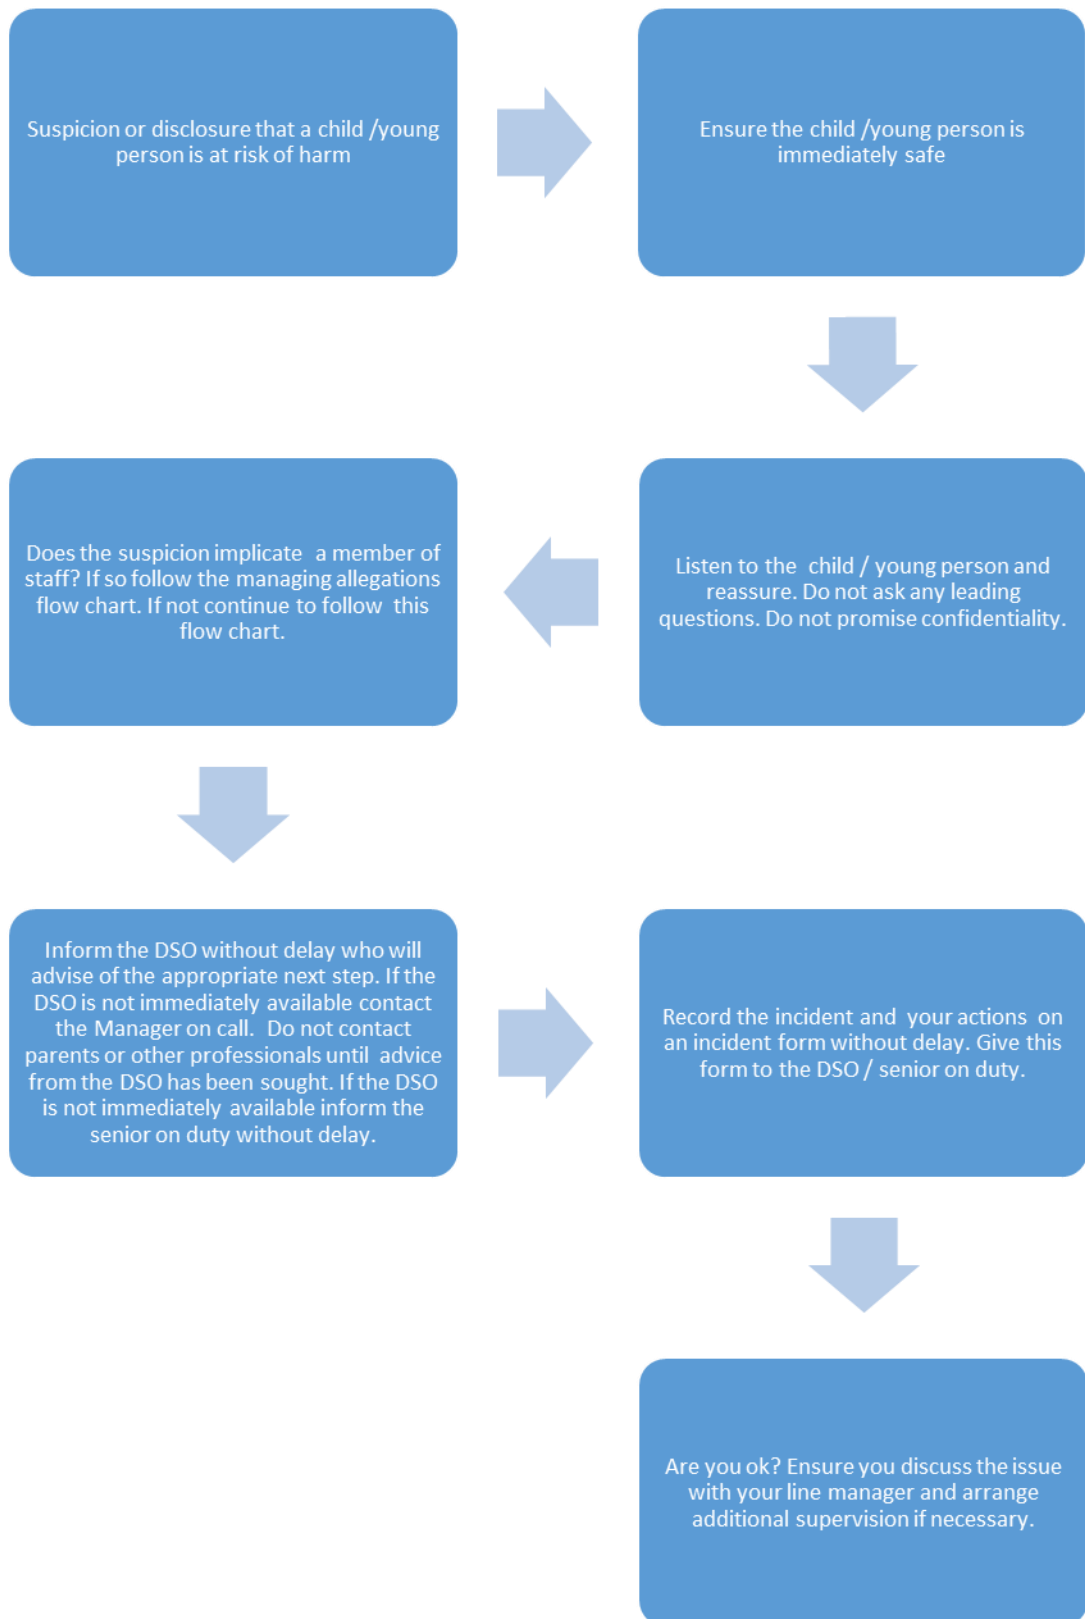 Suspicion or disclosure that a child /young
person is at risk of harm
Ensure the child /young person is
immediately safe
Listen to the  child / young person and
reassure. Do not ask any leading
questions. Do not promise confidentiality.
Does the suspicion implicate  a member of
staff? If so follow the managing allegations
flow chart. If not continue to follow  this
flow chart.
Inform the DSO without delay who will
advise of the appropriate next step. If the
DSO is not immediately available contact
the Manager on call.  Do not contact
parents or other professionals until  advice
from the DSO has been sought. If the DSO
is not immediately available inform the
senior on duty without delay.
Record the incident and  your actions  on
an incident form without delay. Give this
form to the DSO / senior on duty.
Are you ok? Ensure you discuss the issue
with your line manager and arrange
additional supervision if necessary.